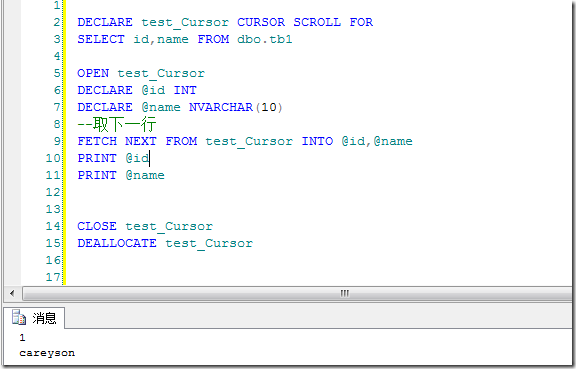 1
2 DECLARE test_Cursor CURSOR SCROLL FOR
3 SELECT id,name FROM dbo.tb1
4
5 OPEN test_Cursor
6 DECLARE @id INT
7 DECLARE @name NVARCHAR(10)
8 --取下一行
9 FETCH NEXT FROM test_Cursor INTO @id,@name
10 PRINT @id
11 PRINT @name
12
13
14 CLOSE test_Cursor
15 DEALLOCATE test_Cursor
16
17
消息
1
careyson